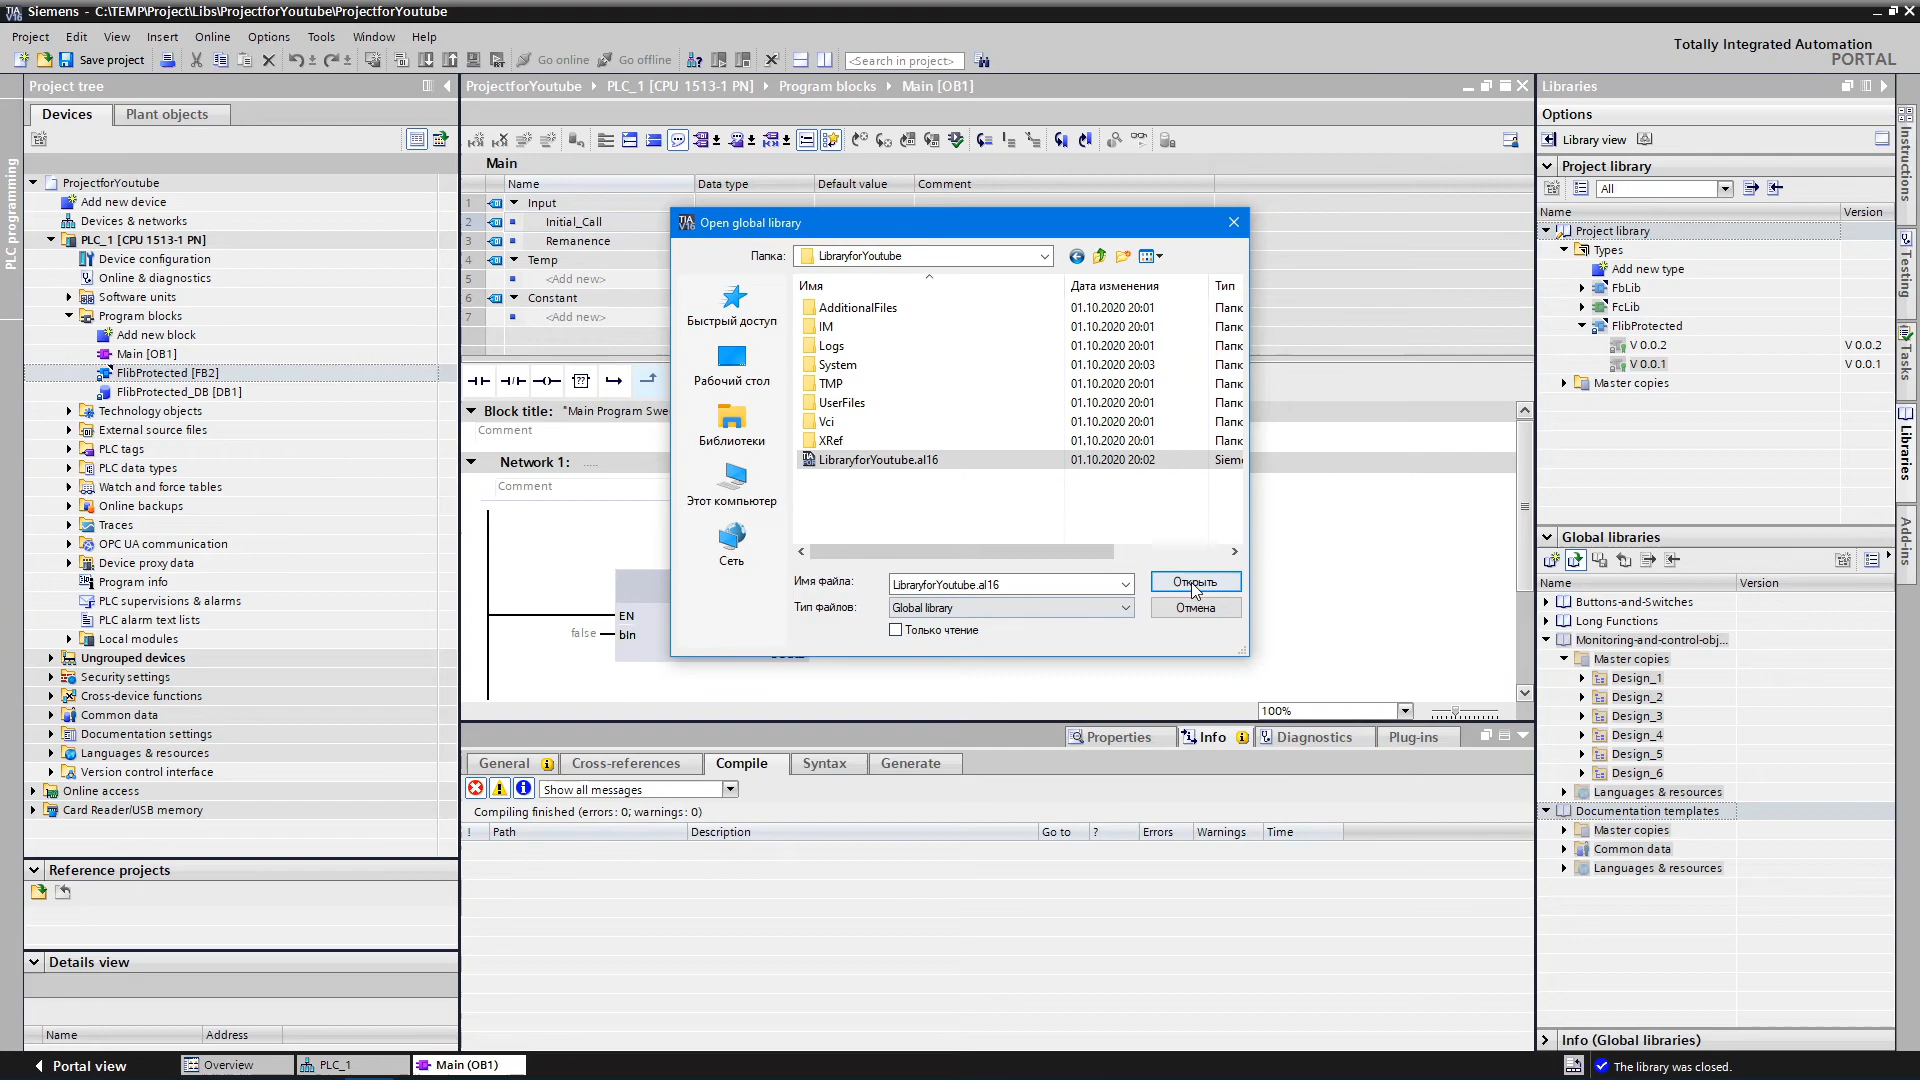 Siemens - C:\TEMP\Project\Libs\ProjectforYoutube\ProjectforYoutube
Project Edit View Insert Online Options Tools Window Help
Totally Integrated Automation
PORTAL
Save project
Go online
Go offline
<Search in project>
Project tree
Devices
Plant objects
PLC programming
ProjectforYoutube
Add new device
Devices & networks
PLC_1 [CPU 1513-1 PN]
Device configuration
Online & diagnostics
Software units
Program blocks
Add new block
Main [OB1]
FlibProtected [FB2]
FlibProtected_DB [DB1]
Technology objects
External source files
PLC tags
PLC data types
Watch and force tables
Online backups
Traces
OPC UA communication
Device proxy data
Program info
PLC supervisions & alarms
PLC alarm text lists
Local modules
Ungrouped devices
Security settings
Cross-device functions
Common data
Documentation settings
Languages & resources
Version control interface
Online access
Card Reader/USB memory
Reference projects
Details view
Name Address
ProjectforYoutube PLC_1 [CPU 1513-1 PN] Program blocks Main [OB1]
Main
Name Data type Default value Comment
1 Input
2 Initial_Call
3 Remanence
4 Temp
5 <Add new>
6 Constant
7 <Add new>
Block title: "Main Program Swe
Comment
Network 1: .....
Comment
EN
false bIn
100%
Open global library
Папка: LibraryforYoutube
Быстрый доступ
Рабочий стол
Библиотеки
Этот компьютер
Сеть
Имя Дата изменения Тип
AdditionalFiles 01.10.2020 20:01 Папк
IM 01.10.2020 20:01 Папк
Logs 01.10.2020 20:01 Папк
System 01.10.2020 20:03 Папк
TMP 01.10.2020 20:01 Папк
UserFiles 01.10.2020 20:01 Папк
Vci 01.10.2020 20:01 Папк
XRef 01.10.2020 20:01 Папк
LibraryforYoutube.al16 01.10.2020 20:02 Sieme
Имя файла: LibraryforYoutube.al16 Открыть
Тип файлов: Global library Отмена
Только чтение
Properties Info Diagnostics Plug-ins
General Cross-references Compile Syntax Generate
Show all messages
Compiling finished (errors: 0; warnings: 0)
! Path Description Go to ? Errors Warnings Time
Libraries
Options
Library view
Project library
All
Name Version
Project library
Types
Add new type
FbLib
FcLib
FlibProtected
V 0.0.2 V 0.0.2
V 0.0.1 V 0.0.1
Master copies
Global libraries
Name Version
Buttons-and-Switches
Long Functions
Monitoring-and-control-obj...
Master copies
Design_1
Design_2
Design_3
Design_4
Design_5
Design_6
Languages & resources
Documentation templates
Master copies
Common data
Languages & resources
Info (Global libraries)
Instructions
Testing
Tasks
Libraries
Add-ins
Portal view
Overview
PLC_1
Main (OB1)
The library was closed.